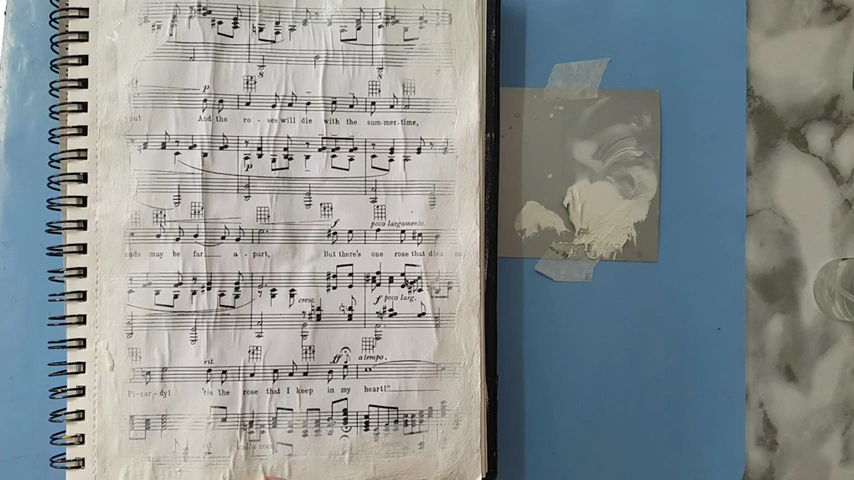 p
And the ro - ses will die with the sum-mer-time,
p
f poco largamente.
may be far a - part, But there's one rose that dies
cresc. f poco larg.
rit. ff a tempo.
Pi-car-dy! 'tis the rose that I keep in my heart!"
colla voce